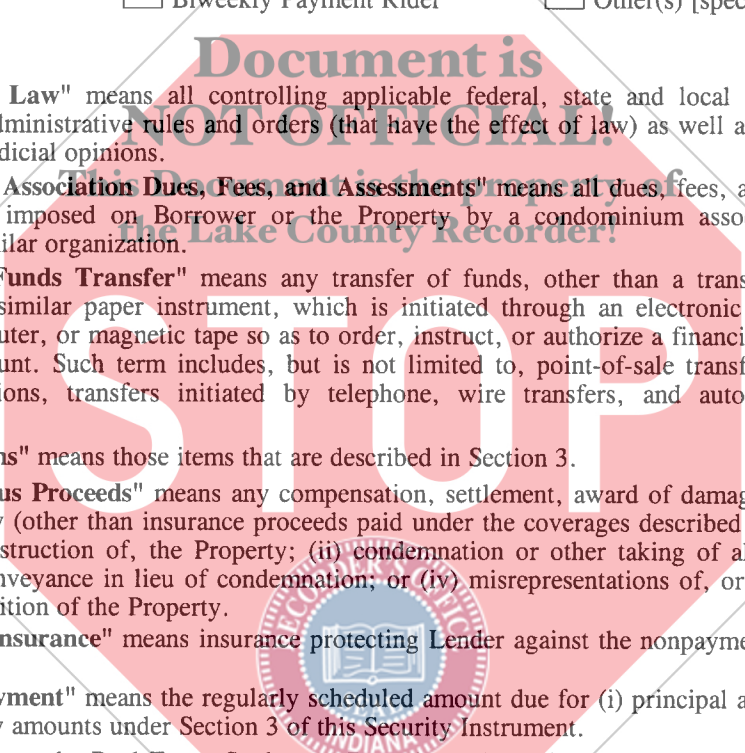 Biweekly Payment Rider Other(s) [spec
Document is
Law" means all controlling applicable federal, state and local
NOT OFFICIAL!
dministrative rules and orders (that have the effect of law) as well a
dicial opinions.
This Document is the property of
Association Dues, Fees, and Assessments" means all dues, fees, a
imposed on Borrower or the Property by a condominium asso
the Lake County Recorder!
ilar organization.
Funds Transfer" means any transfer of funds, other than a trans
similar paper instrument, which is initiated through an electronic
uter, or magnetic tape so as to order, instruct, or authorize a financi
unt. Such term includes, but is not limited to, point-of-sale transf
ions, transfers initiated by telephone, wire transfers, and auto
STOP
ns" means those items that are described in Section 3.
us Proceeds" means any compensation, settlement, award of damag
(other than insurance proceeds paid under the coverages described
struction of, the Property; (ii) condemnation or other taking of al
nveyance in lieu of condemnation; or (iv) misrepresentations of, or
ition of the Property.
RECORDER'S OFFICE
nsurance" means insurance protecting Lender against the nonpayme
SEAL
yment" means the regularly scheduled amount due for (i) principal a
y amounts under Section 3 of this Security Instrument.
INDIANA